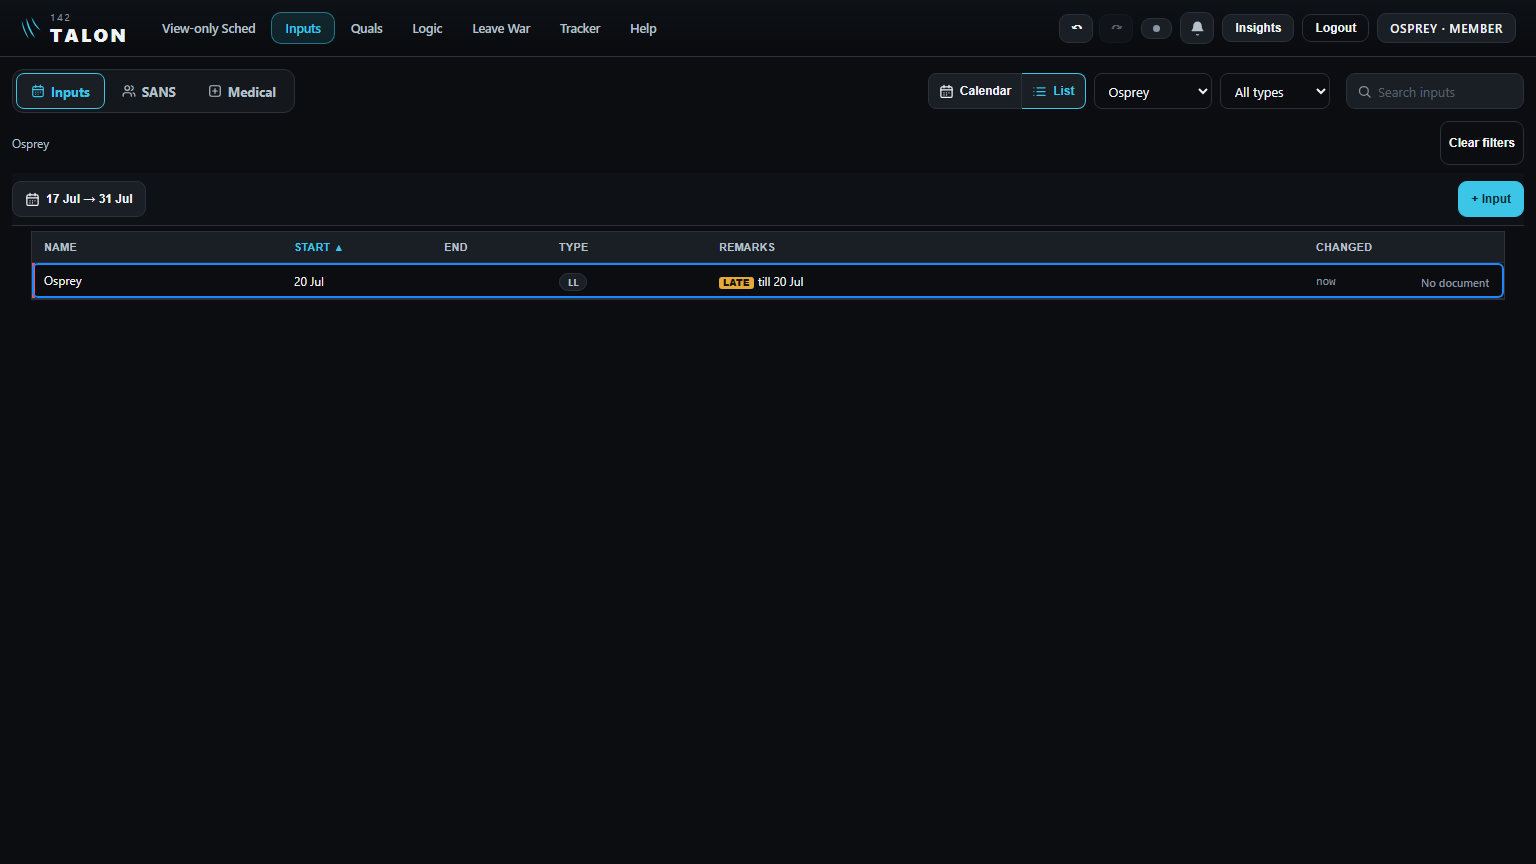 142
TALON
View-only Sched
Inputs
Quals
Logic
Leave War
Tracker
Help
Insights
Logout
OSPREY · MEMBER
Inputs
SANS
Medical
Calendar
List
Osprey
All types
Search inputs
Osprey
Clear filters
17 Jul → 31 Jul
+ Input
NAME START ▲ END TYPE REMARKS CHANGED
Osprey 20 Jul LL LATE till 20 Jul now No document